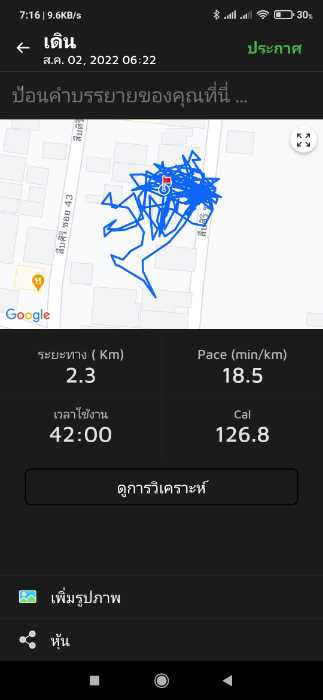 7:16 | 9.6KB/s
30%
เดิน
ส.ค. 02, 2022 06:22
ประกาศ
ป้อนคำบรรยายของคุณที่นี่ ...
สืบศิริ ซอย 43
Google
ระยะทาง ( Km)
Pace (min/km)
2.3
18.5
เวลาใช้งาน
Cal
42:00
126.8
ดูการวิเคราะห์
เพิ่มรูปภาพ
หุ้น